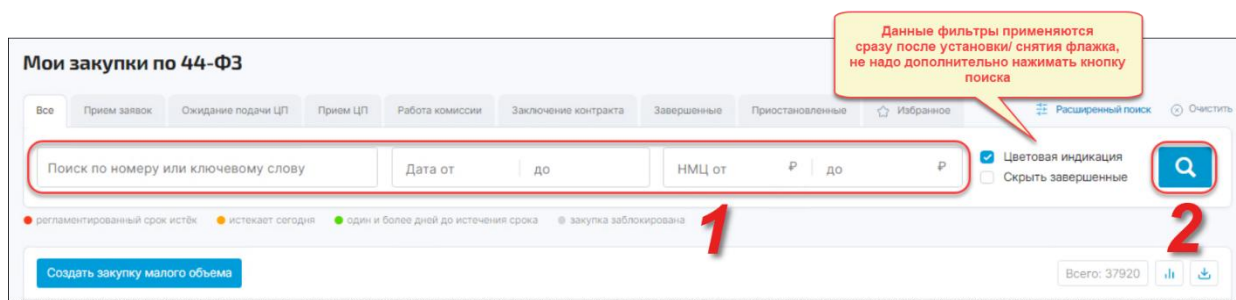 Данные фильтры применяются
сразу после установки/ снятия флажка,
не надо дополнительно нажимать кнопку
поиска
Мои закупки по 44-ФЗ
Все Прием заявок Ожидание подачи ЦП Прием ЦП Работа комиссии Заключение контракта Завершенные Приостановленные Избранное Расширенный поиск Очистить
Поиск по номеру или ключевому слову Дата от до НМЦ от ₽ до ₽ Цветовая индикация
Скрыть завершенные
регламентированный срок истёк истекает сегодня один и более дней до истечения срока закупка заблокирована
1 2
Создать закупку малого объема Всего: 37920